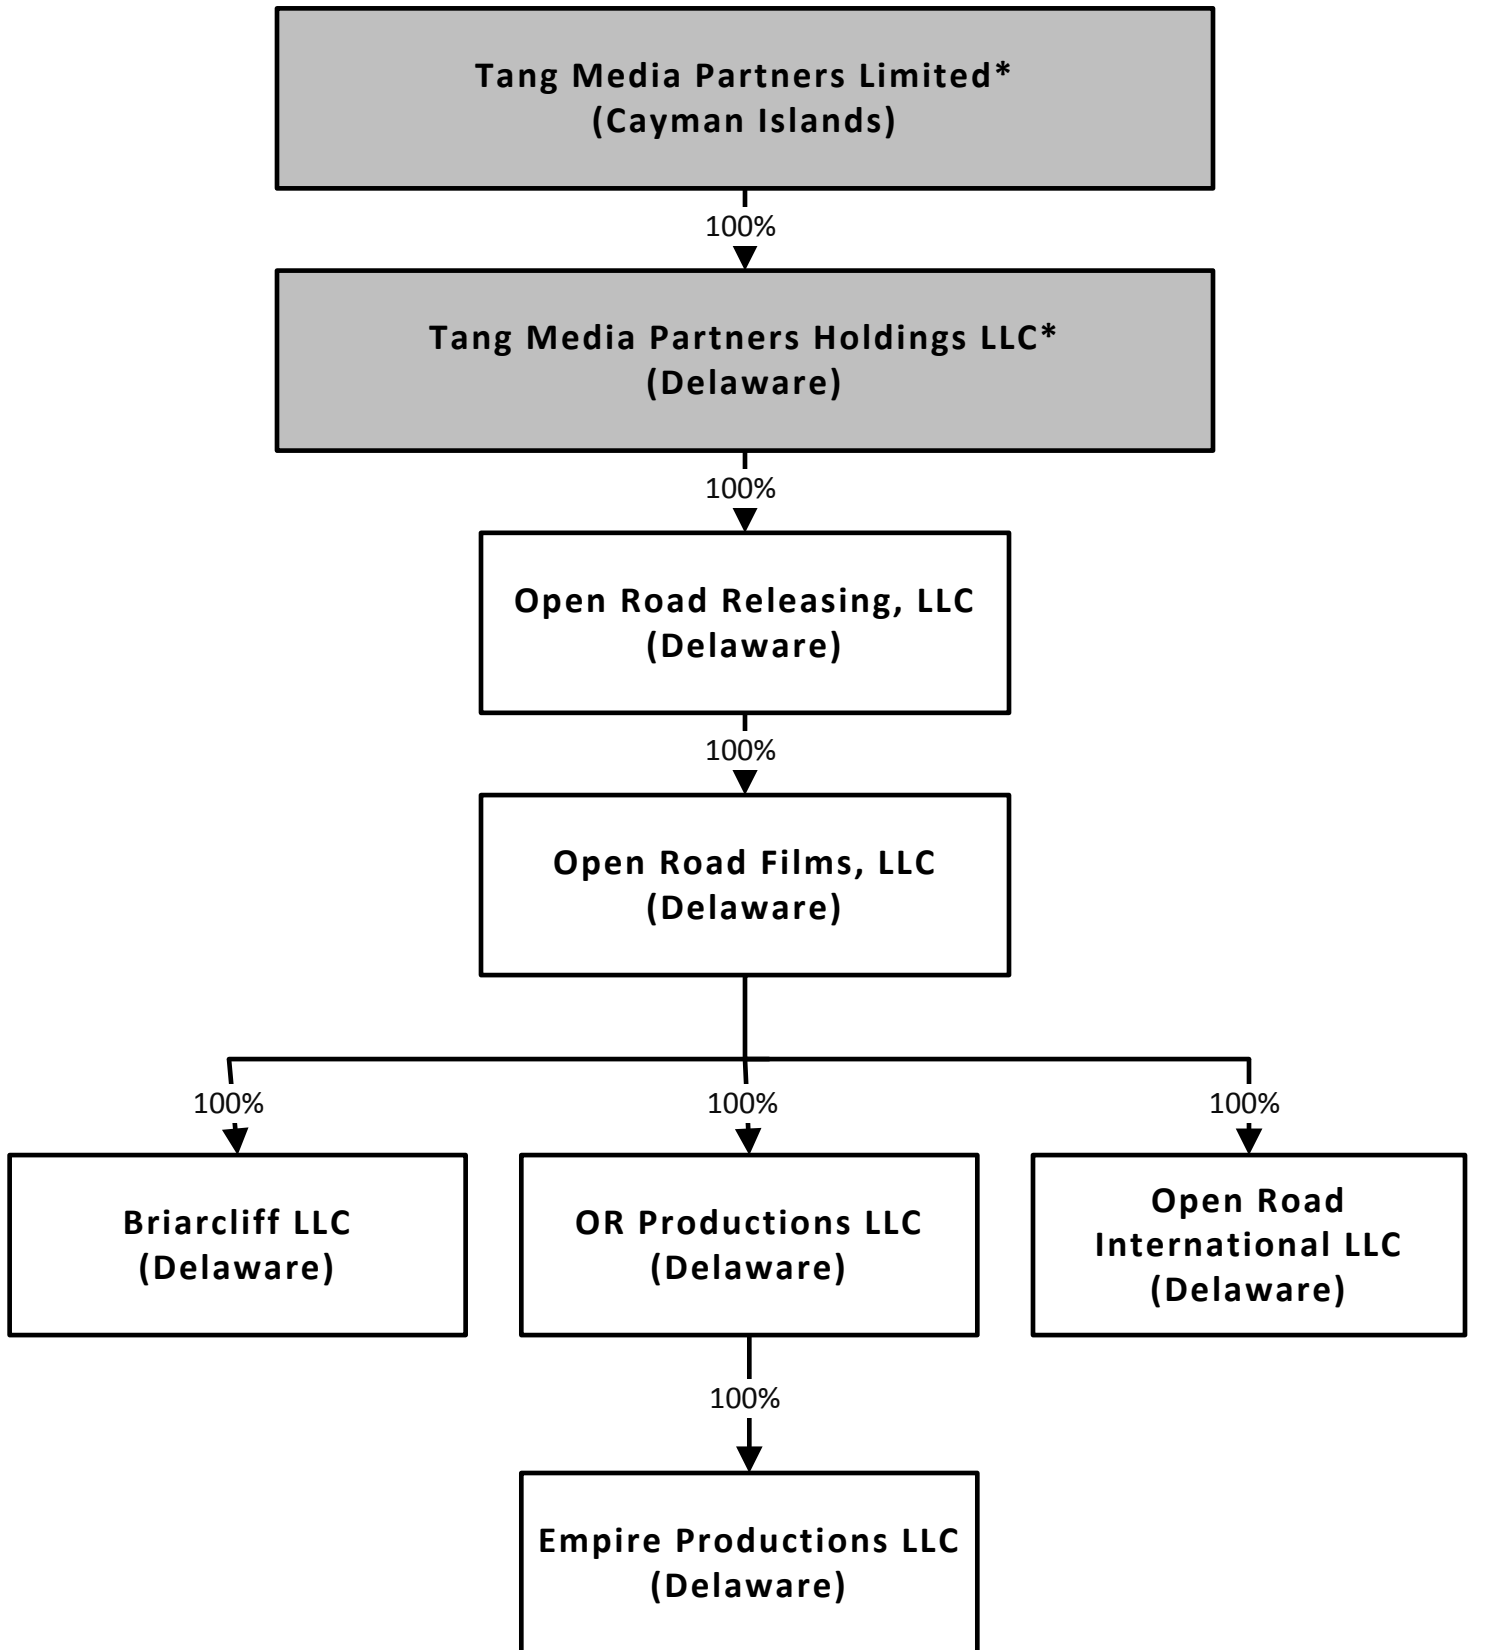 Tang Media Partners Limited*
(Cayman Islands)
100%
Tang Media Partners Holdings LLC*
(Delaware)
100%
Open Road Releasing, LLC
(Delaware)
100%
Open Road Films, LLC
(Delaware)
100%
100%
100%
Briarcliff LLC
(Delaware)
OR Productions LLC
(Delaware)
Open Road
International LLC
(Delaware)
100%
Empire Productions LLC
(Delaware)